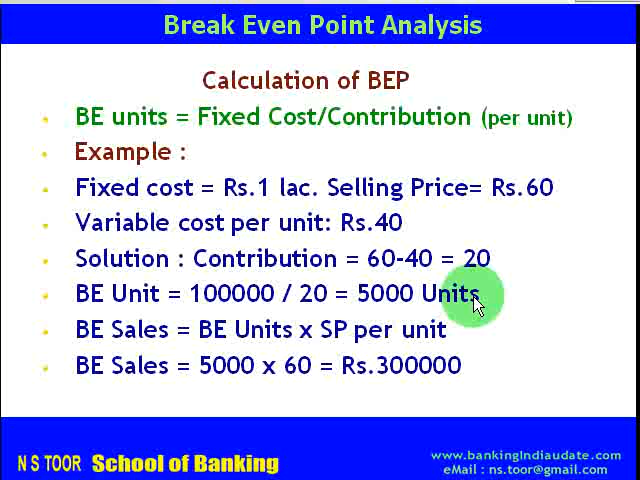 Break Even Point Analysis
Calculation of BEP
BE units = Fixed Cost/Contribution (per unit)
Example :
Fixed cost = Rs.1 lac. Selling Price= Rs.60
Variable cost per unit: Rs.40
Solution : Contribution = 60-40 = 20
BE Unit = 100000 / 20 = 5000 Units
BE Sales = BE Units x SP per unit
BE Sales = 5000 x 60 = Rs.300000
N S TOOR School of Banking
www.bankingIndiaudate.com
eMail : ns.toor@gmail.com